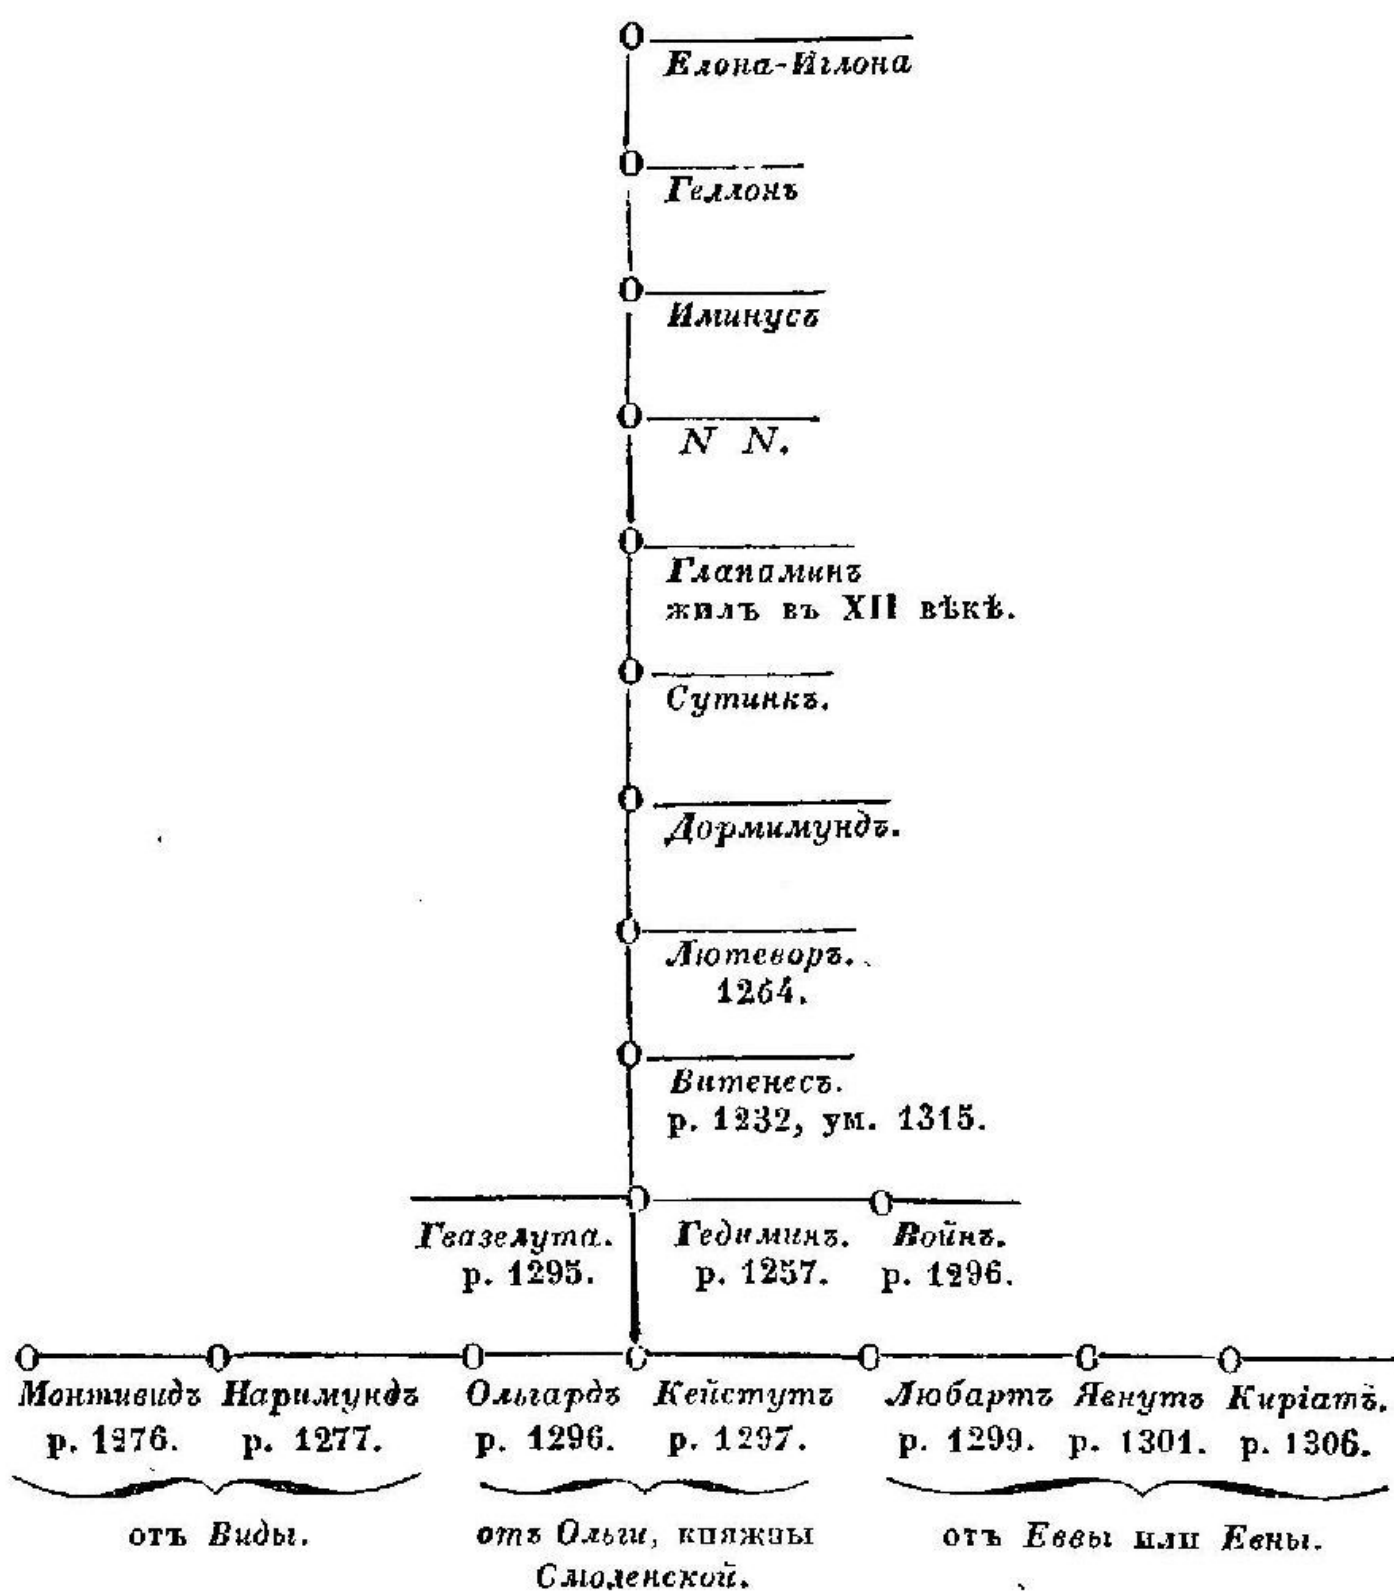 Елона-Иглона
Геллонъ
Иминусъ
N N.
Глапаминъ
жилъ въ XII вѣкѣ.
Сутинкъ.
Дормимундъ.
Лютеворъ.
1264.
Витенесъ.
р. 1232, ум. 1315.
Гвазелута. Гедиминъ. Войнъ.
р. 1295. р. 1257. р. 1296.
Монтивидъ Наримундъ Ольгардъ Кейстутъ Любартъ Явнутъ Киріатъ.
р. 1276. р. 1277. р. 1296. р. 1297. р. 1299. р. 1301. р. 1306.
отъ Виды. отъ Ольги, княжны отъ Еввы или Евны.
Смоленской.